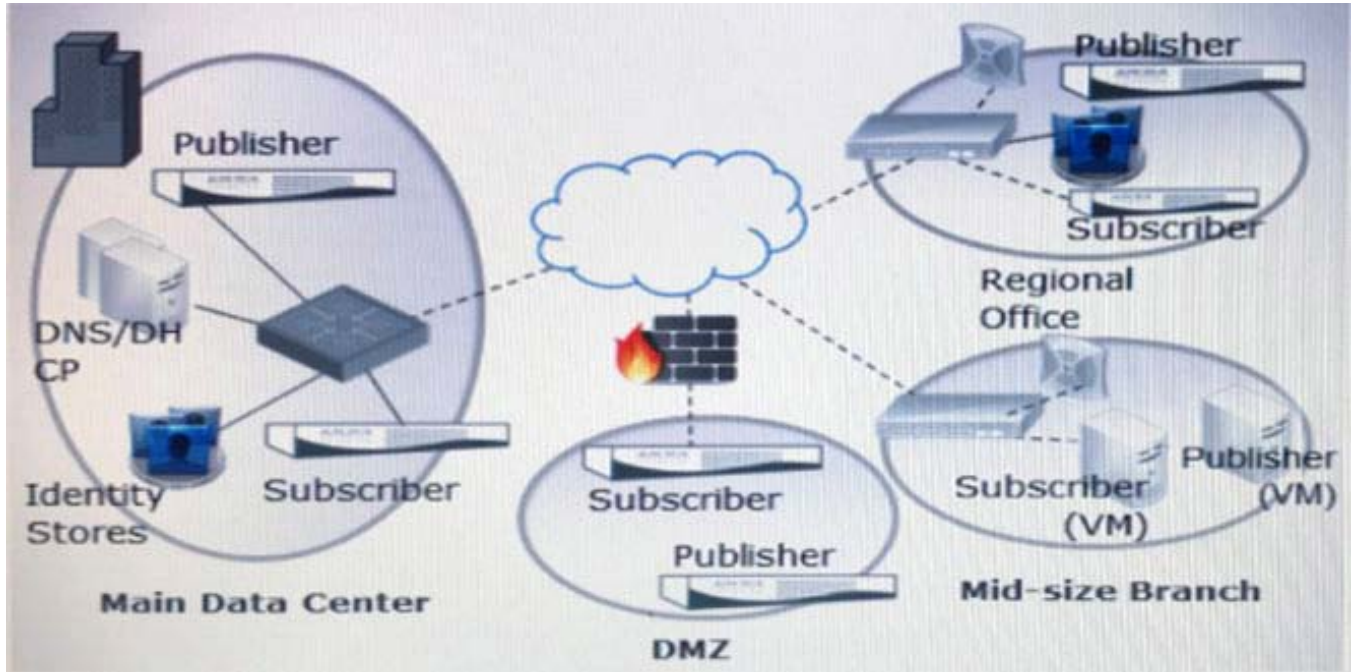 Publisher
DNS/DH
CP
Identity
Stores
Subscriber
Main Data Center
Subscriber
Publisher
DMZ
Publisher
Subscriber
Regional
Office
Subscriber
(VM)
Publisher
(VM)
Mid-size Branch